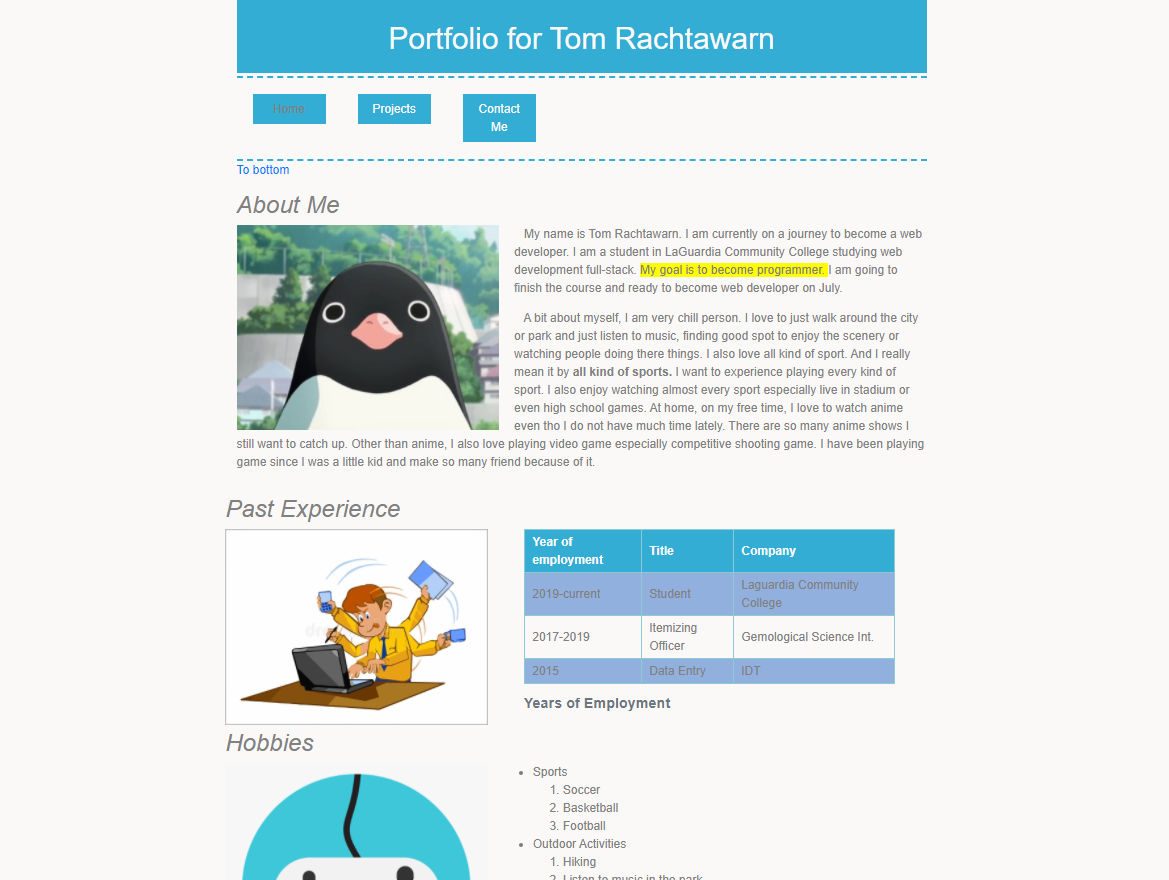 Portfolio for Tom Rachtawarn
Home
Projects
Contact
Me
To bottom
About Me
My name is Tom Rachtawarn. I am currently on a journey to become a web
developer. I am a student in LaGuardia Community College studying web
development full-stack. My goal is to become programmer. I am going to
finish the course and ready to become web developer on July.
A bit about myself, I am very chill person. I love to just walk around the city
or park and just listen to music, finding good spot to enjoy the scenery or
watching people doing there things. I also love all kind of sport. And I really
mean it by all kind of sports. I want to experience playing every kind of
sport. I also enjoy watching almost every sport especially live in stadium or
even high school games. At home, on my free time, I love to watch anime
even tho I do not have much time lately. There are so many anime shows I
still want to catch up. Other than anime, I also love playing video game especially competitive shooting game. I have been playing
game since I was a little kid and make so many friend because of it.
Past Experience
Year of
employment
Title
Company
2019-current
Student
Laguardia Community
College
2017-2019
Itemizing
Officer
Gemological Science Int.
2015
Data Entry
IDT
Years of Employment
Hobbies
Sports
1. Soccer
2. Basketball
3. Football
Outdoor Activities
1. Hiking
2. Listen to music in the park